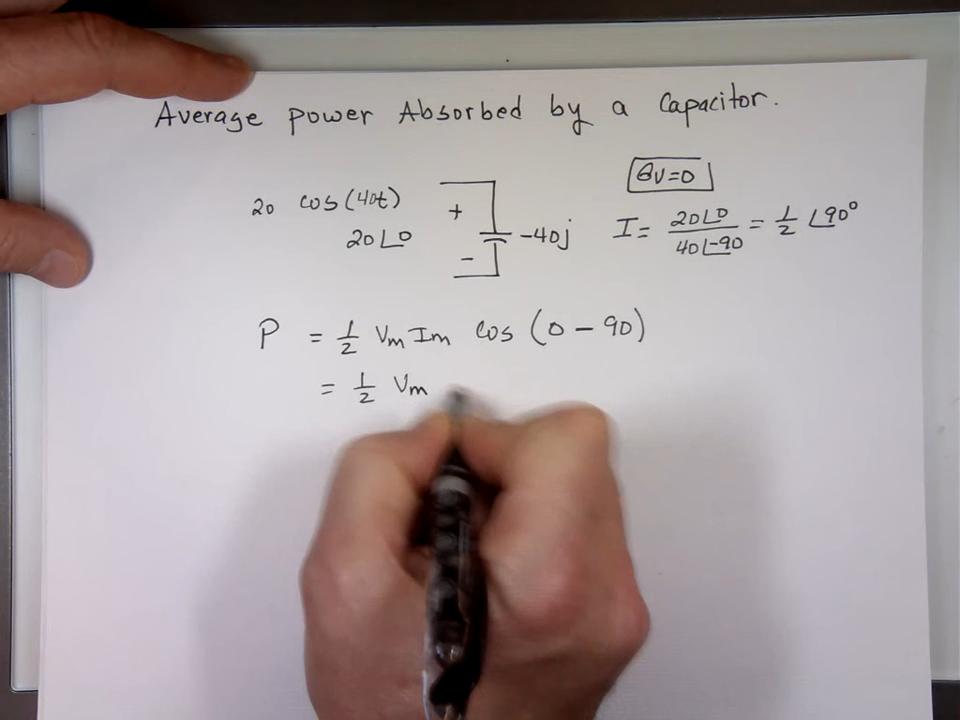 Average power Absorbed by a Capacitor.
20 cos(40t)
20∠0
+
-
-40j
θv=0
I = 20∠0 / 40∠-90 = 1/2 ∠90°
P = 1/2 Vm Im cos (0 - 90)
= 1/2 Vm